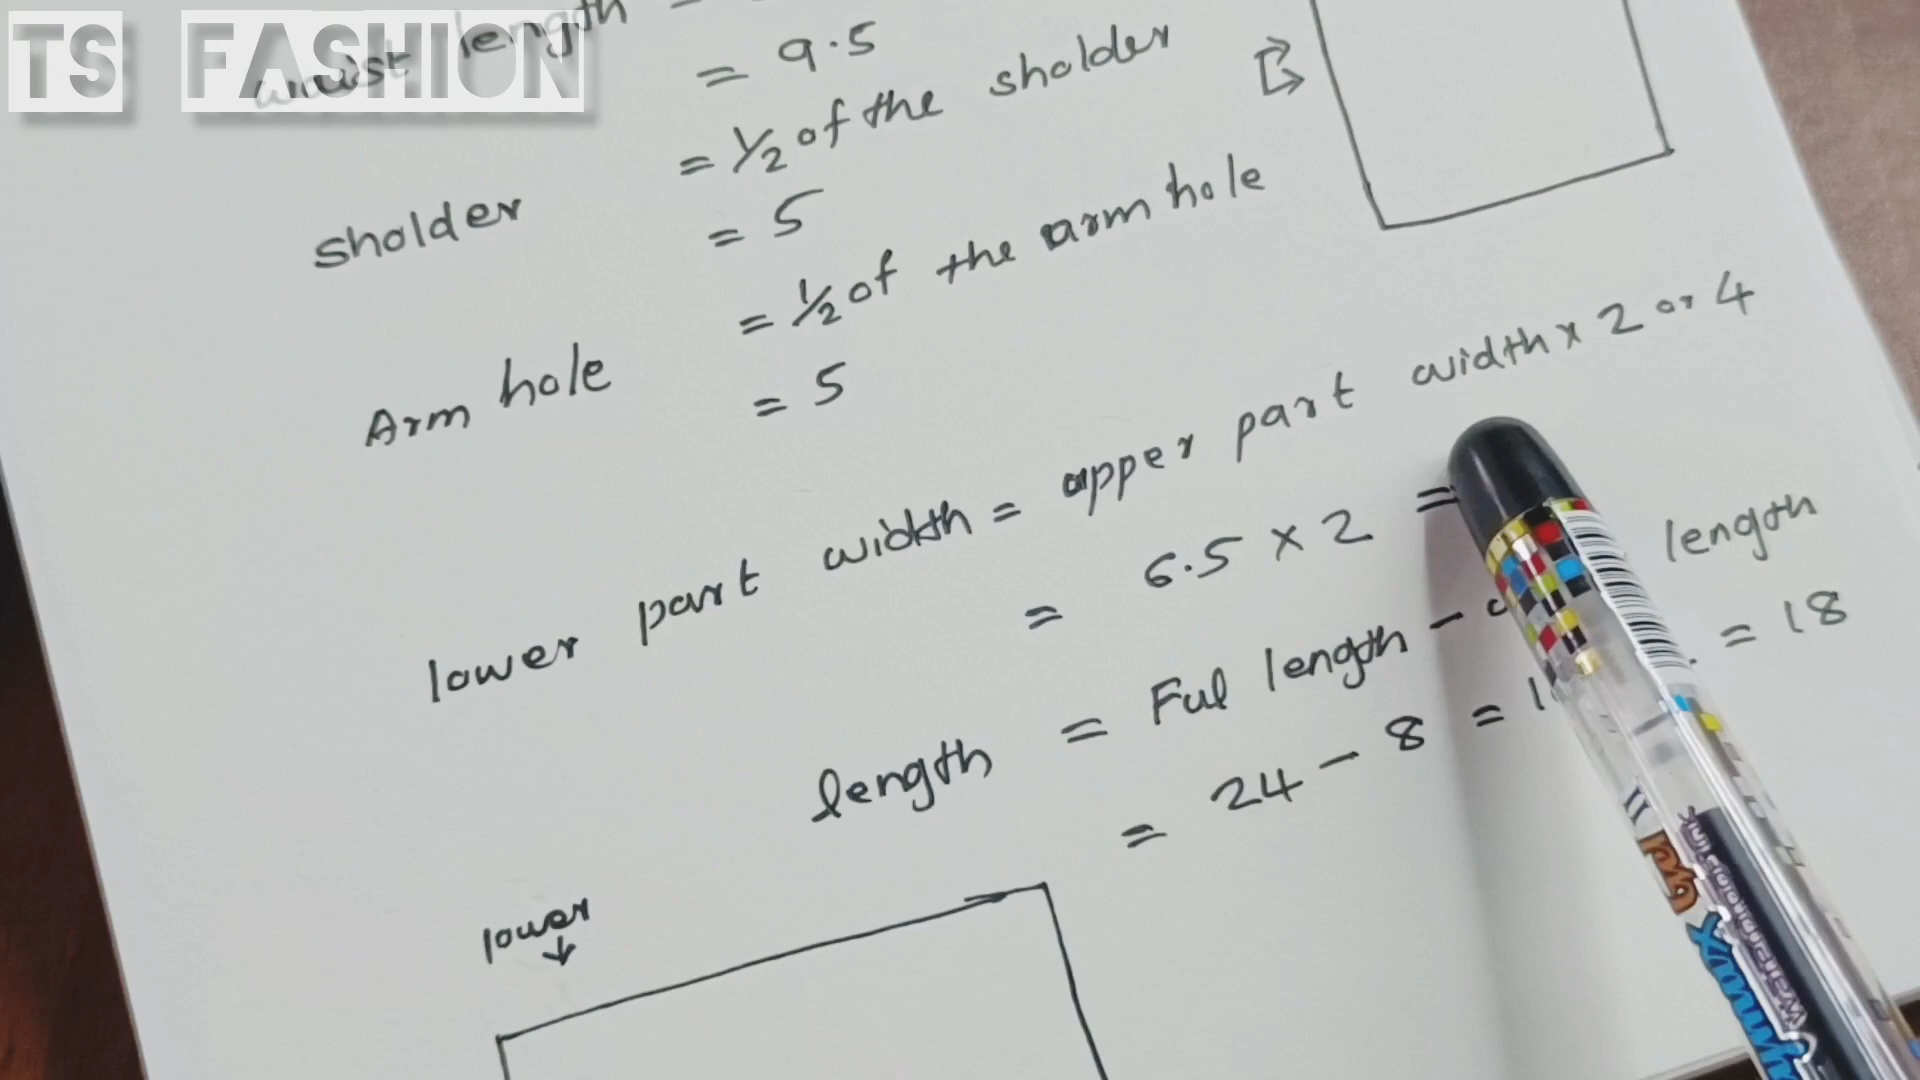 TS FASHION
waist length =
= 9.5
sholder = 1/2 of the sholder
= 5
Arm hole = 1/2 of the arm hole
= 5
lower part width = upper part width x 2 or 4
= 6.5 x 2 =
length = Ful length - length
= 24 - 8 = = 18
lower